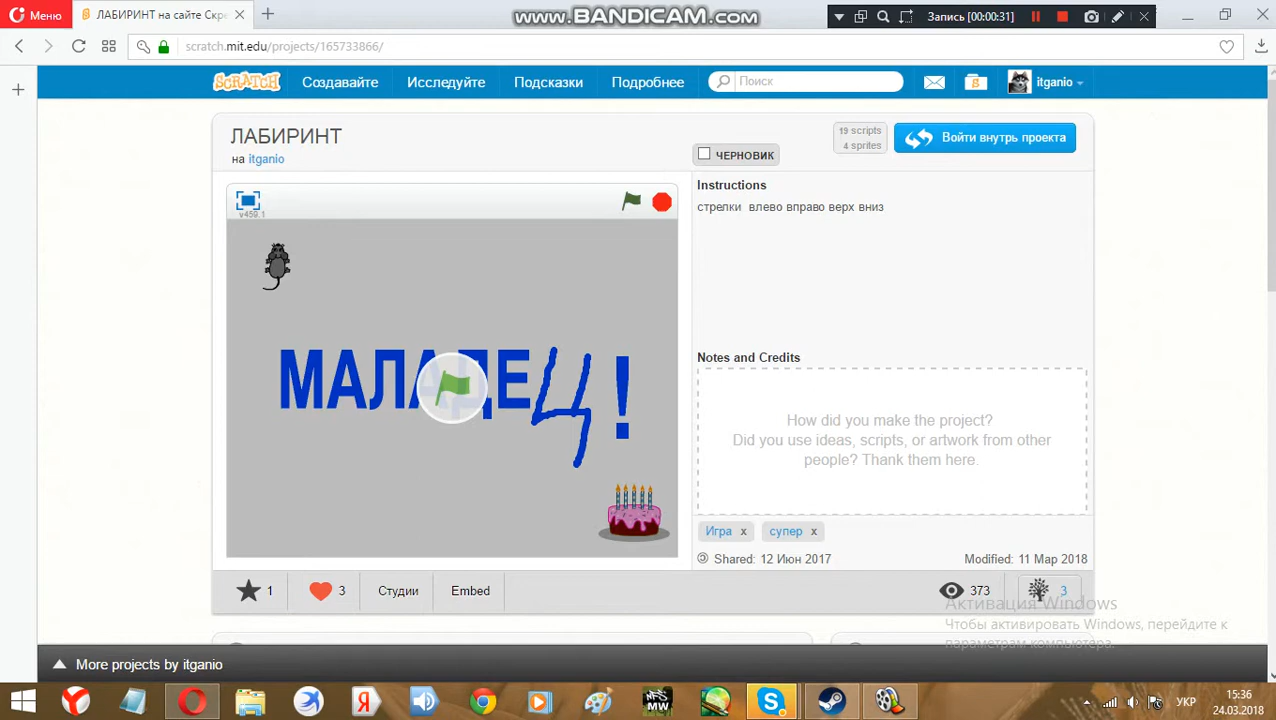 Меню
ЛАБИРИНТ на сайте Скре
www.BANDICAM.com
Запись [00:00:31]
scratch.mit.edu/projects/165733866/
SCRATCH
Создавайте
Исследуйте
Подсказки
Подробнее
Поиск
itganio
ЛАБИРИНТ
на itganio
ЧЕРНОВИК
19 scripts
4 sprites
Войти внутрь проекта
v459.1
Instructions
стрелки влево вправо верх вниз
МАЛАДЕЦ!
Notes and Credits
How did you make the project?
Did you use ideas, scripts, or artwork from other
people? Thank them here.
Игра x
супер x
Shared: 12 Июн 2017
Modified: 11 Мар 2018
1
3
Студии
Embed
373
3
Активация Windows
Чтобы активировать Windows, перейдите к
параметрам компьютера.
More projects by itganio
УКР
15:36
24.03.2018